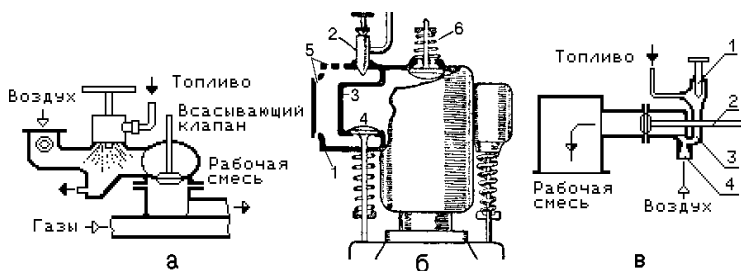 Воздух
Топливо
Всасывающий
клапан
Рабочая
смесь
Газы
а
2
6
5
3
4
1
б
Топливо
1
2
3
4
Рабочая
смесь
Воздух
в